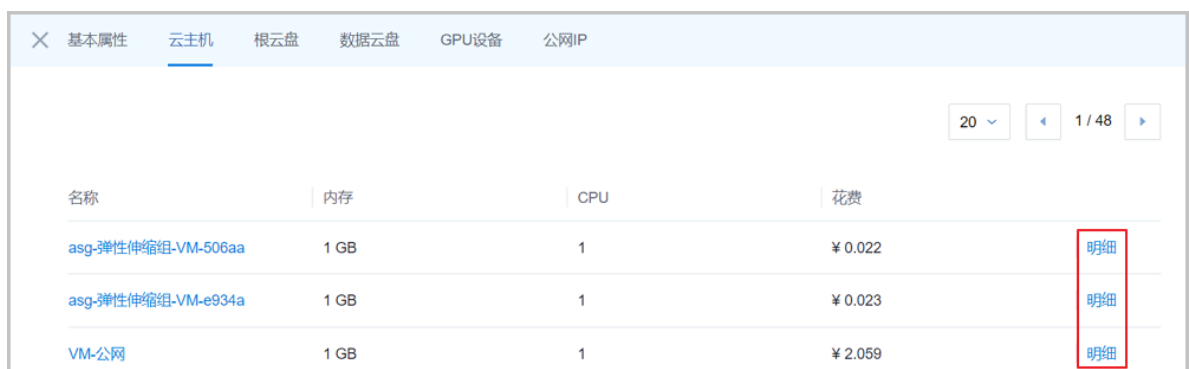 基本属性 云主机 根云盘 数据云盘 GPU设备 公网IP
20 1 / 48
名称 内存 CPU 花费
asg-弹性伸缩组-VM-506aa 1 GB 1 ¥ 0.022 明细
asg-弹性伸缩组-VM-e934a 1 GB 1 ¥ 0.023 明细
VM-公网 1 GB 1 ¥ 2.059 明细